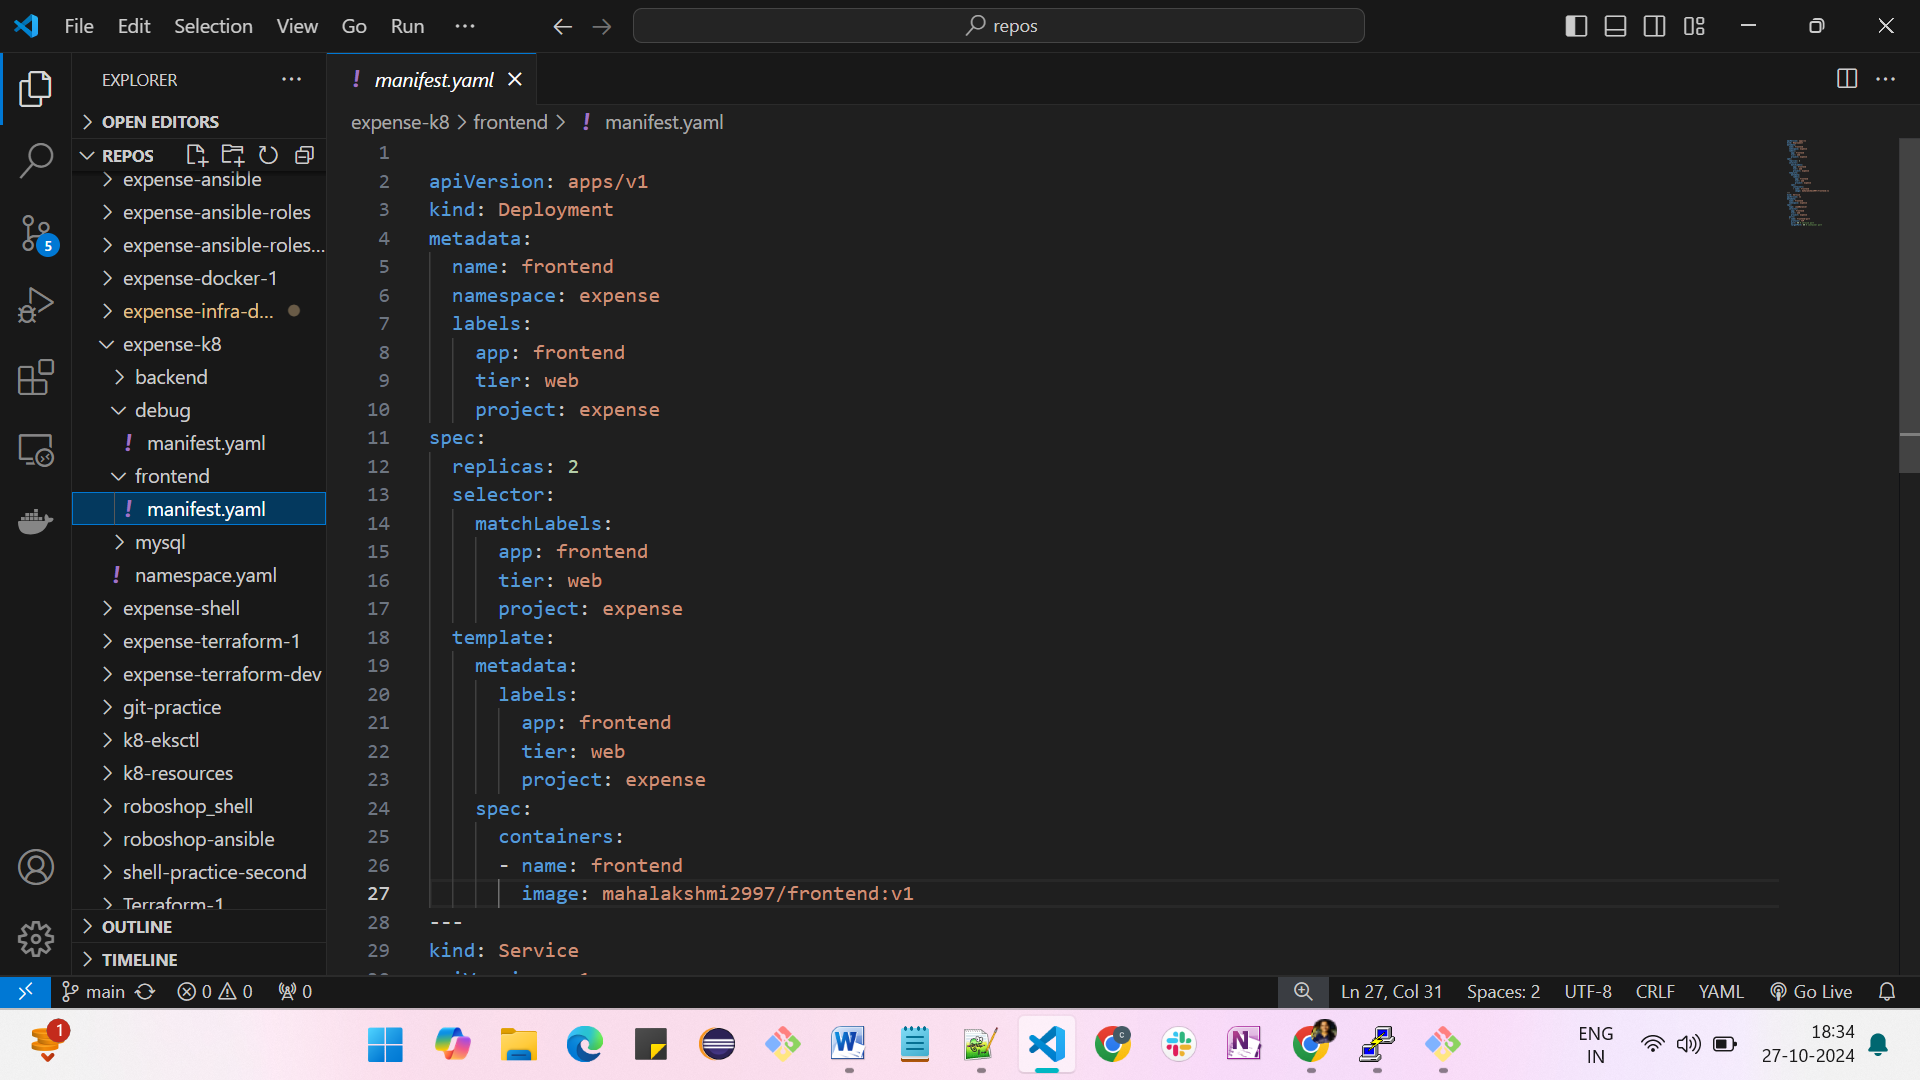 File Edit Selection View Go Run ···
repos
EXPLORER ···
OPEN EDITORS
REPOS
expense-ansible
expense-ansible-roles
expense-ansible-roles...
expense-docker-1
expense-infra-d...
expense-k8
backend
debug
! manifest.yaml
frontend
! manifest.yaml
mysql
! namespace.yaml
expense-shell
expense-terraform-1
expense-terraform-dev
git-practice
k8-eksctl
k8-resources
roboshop_shell
roboshop-ansible
shell-practice-second
Terraform-1
OUTLINE
TIMELINE
5
! manifest.yaml
expense-k8 > frontend > ! manifest.yaml
1
2 apiVersion: apps/v1
3 kind: Deployment
4 metadata:
5 name: frontend
6 namespace: expense
7 labels:
8 app: frontend
9 tier: web
10 project: expense
11 spec:
12 replicas: 2
13 selector:
14 matchLabels:
15 app: frontend
16 tier: web
17 project: expense
18 template:
19 metadata:
20 labels:
21 app: frontend
22 tier: web
23 project: expense
24 spec:
25 containers:
26 - name: frontend
27 image: mahalakshmi2997/frontend:v1
28 ---
29 kind: Service
main 0 0 0 Ln 27, Col 31 Spaces: 2 UTF-8 CRLF YAML Go Live
1
ENG
IN
18:34
27-10-2024